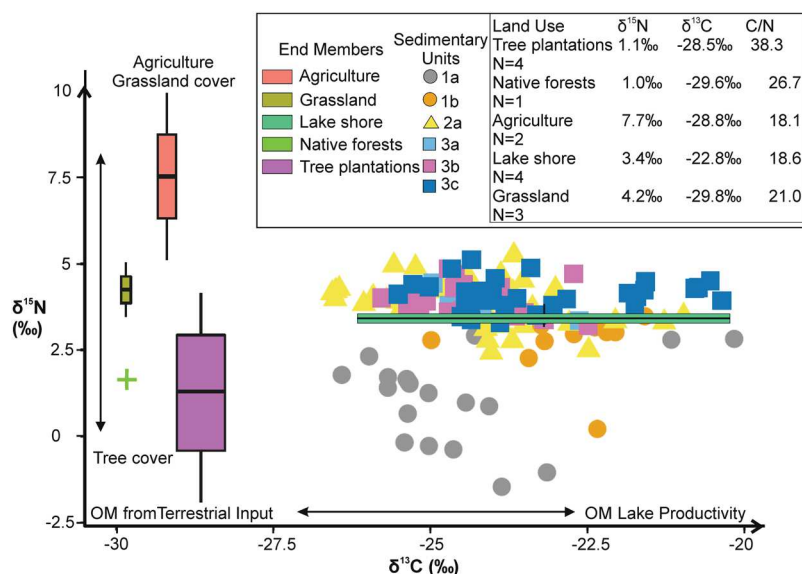 Agriculture
Grassland cover
10
7.5
5
2.5
0
-2.5
δ15N
(‰)
Tree cover
OM fromTerrestrial Input
OM Lake Productivity
-30
-27.5
-25
-22.5
-20
δ13C (‰)
End Members
Agriculture
Grassland
Lake shore
Native forests
Tree plantations
Sedimentary
Units
1a
1b
2a
3a
3b
3c
Land Use δ15N δ13C C/N
Tree plantations 1.1‰ -28.5‰ 38.3
N=4
Native forests 1.0‰ -29.6‰ 26.7
N=1
Agriculture 7.7‰ -28.8‰ 18.1
N=2
Lake shore 3.4‰ -22.8‰ 18.6
N=4
Grassland 4.2‰ -29.8‰ 21.0
N=3